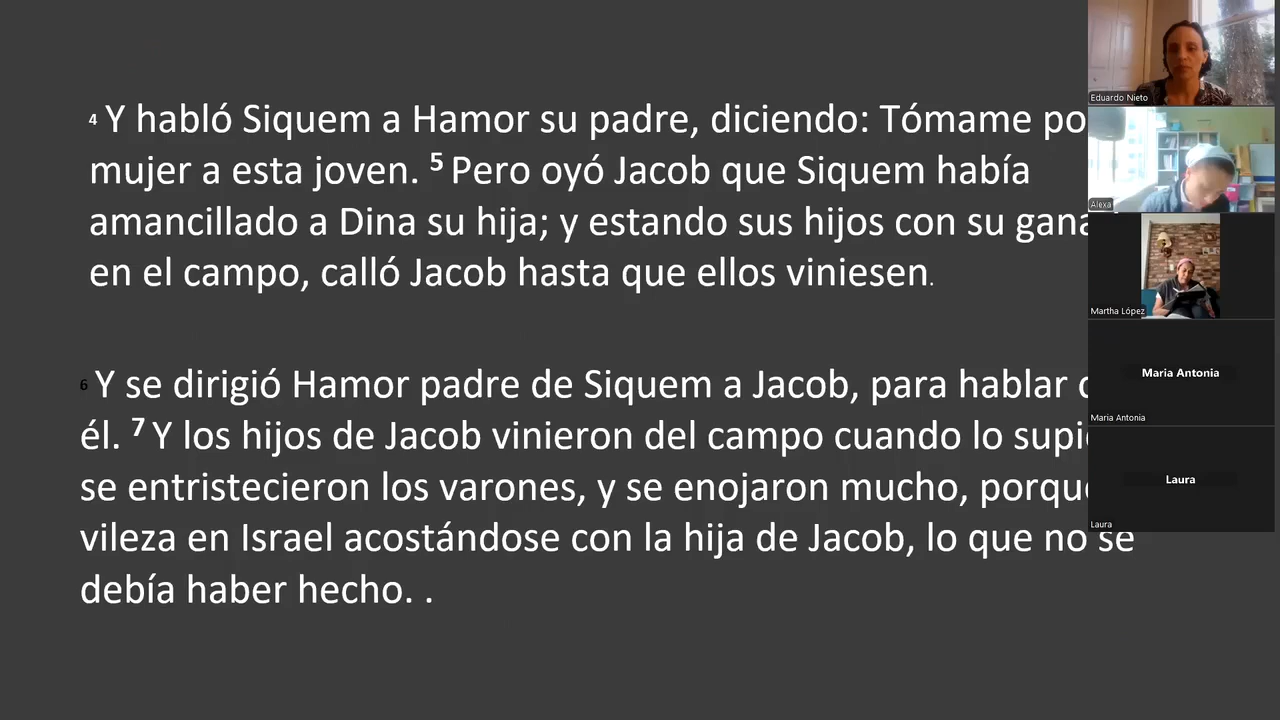 4 Y habló Siquem a Hamor su padre, diciendo: Tómame
mujer a esta joven. 5 Pero oyó Jacob que Siquem había
amancillado a Dina su hija; y estando sus hijos con su
en el campo, calló Jacob hasta que ellos viniesen.
6 Y se dirigió Hamor padre de Siquem a Jacob, para hablar
él. 7 Y los hijos de Jacob vinieron del campo cuando lo
se entristecieron los varones, y se enojaron mucho,
vileza en Israel acostándose con la hija de Jacob, lo que no se
debía haber hecho. .
Eduardo Nieto
Alexa
Martha López
Maria Antonia
Maria Antonia
Laura
Laura